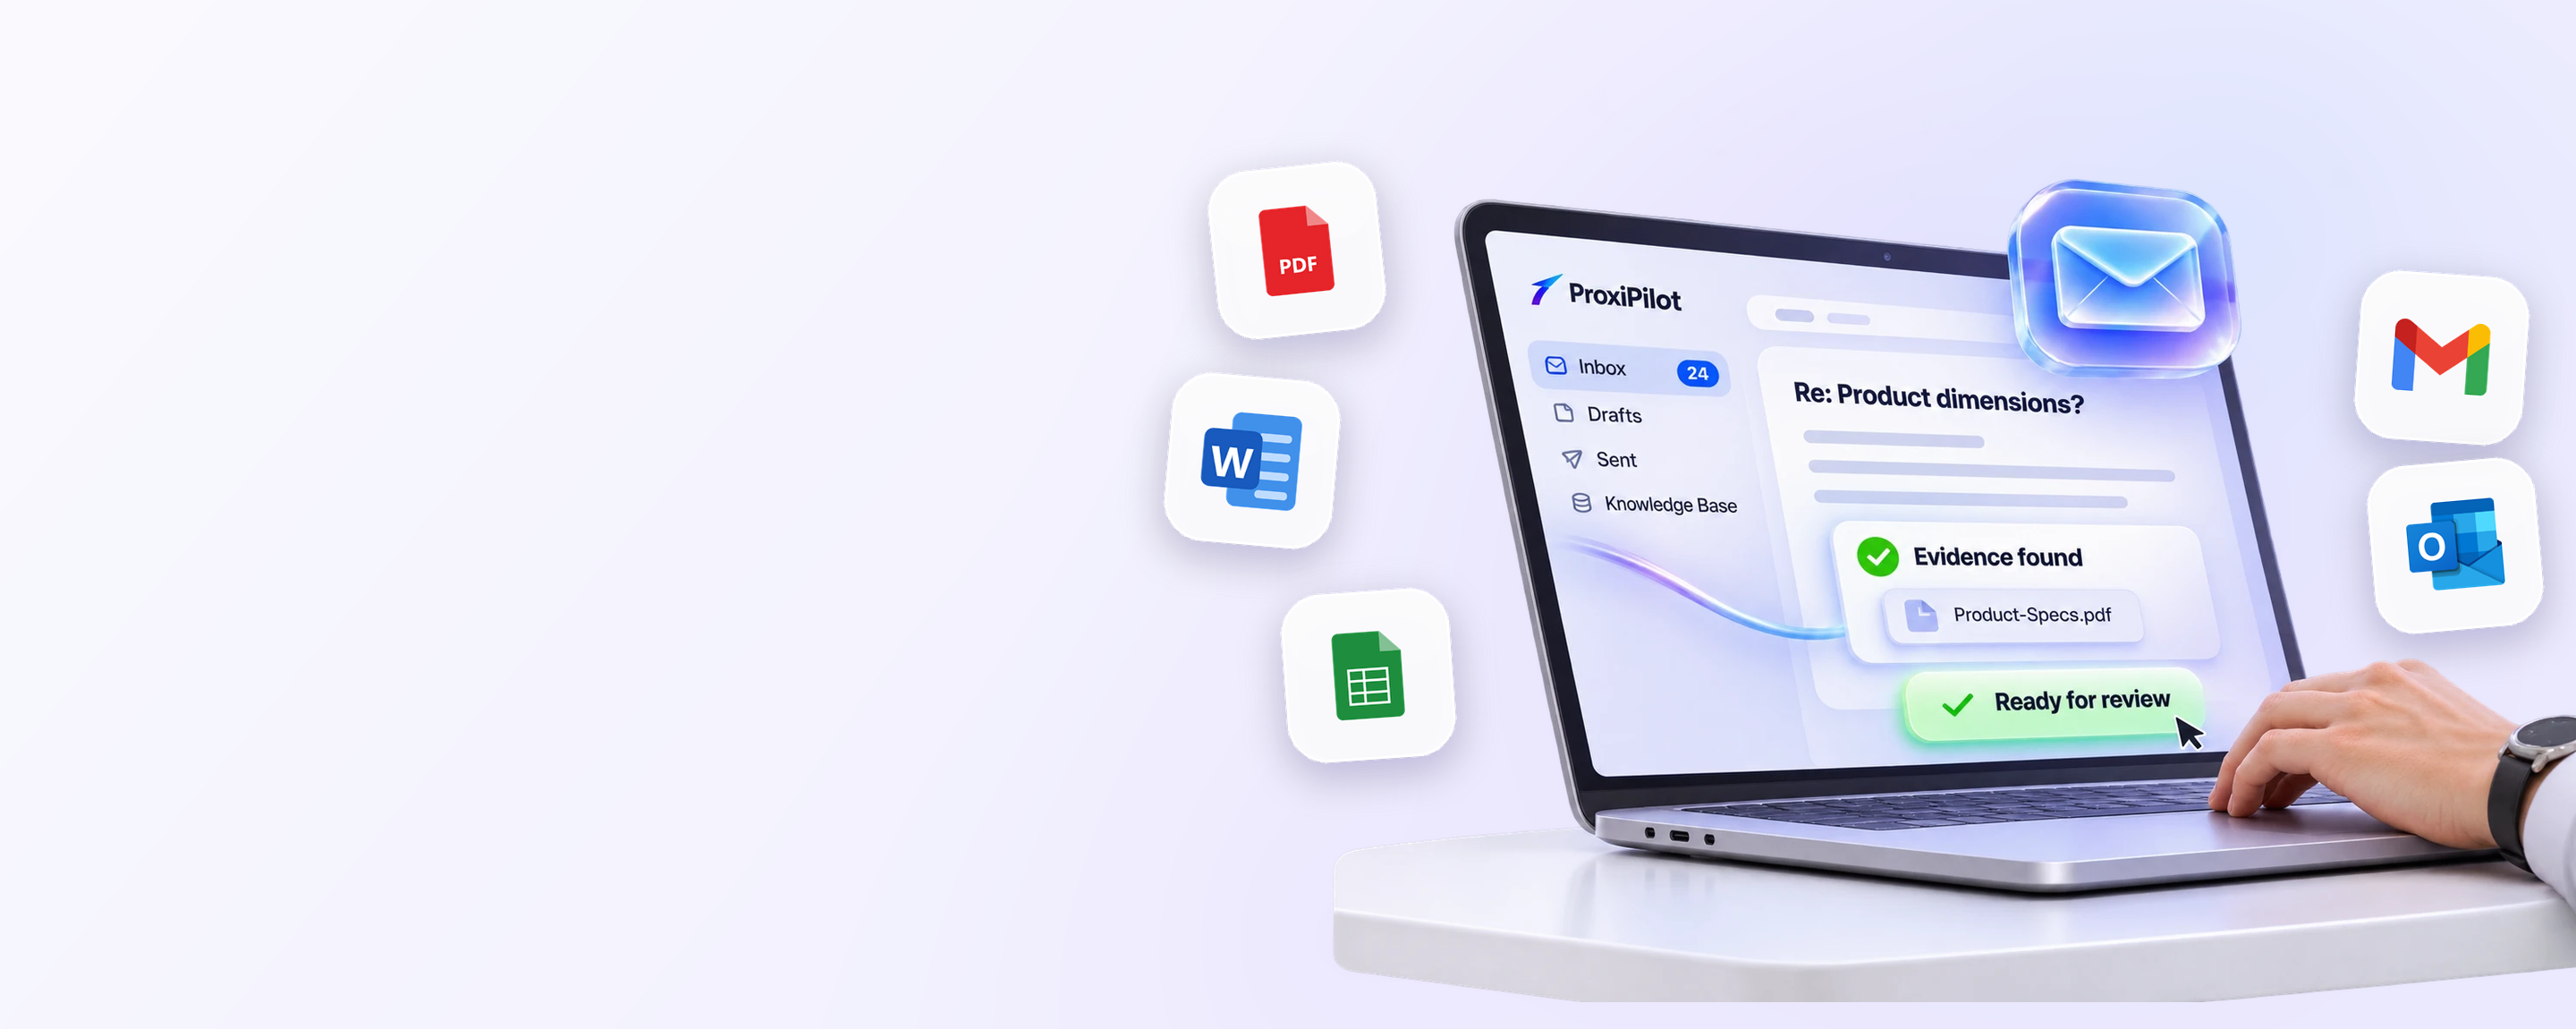 PDF
W
ProxiPilot
Inbox 24
Drafts
Sent
Knowledge Base
Re: Product dimensions?
Evidence found
Product-Specs.pdf
Ready for review
O